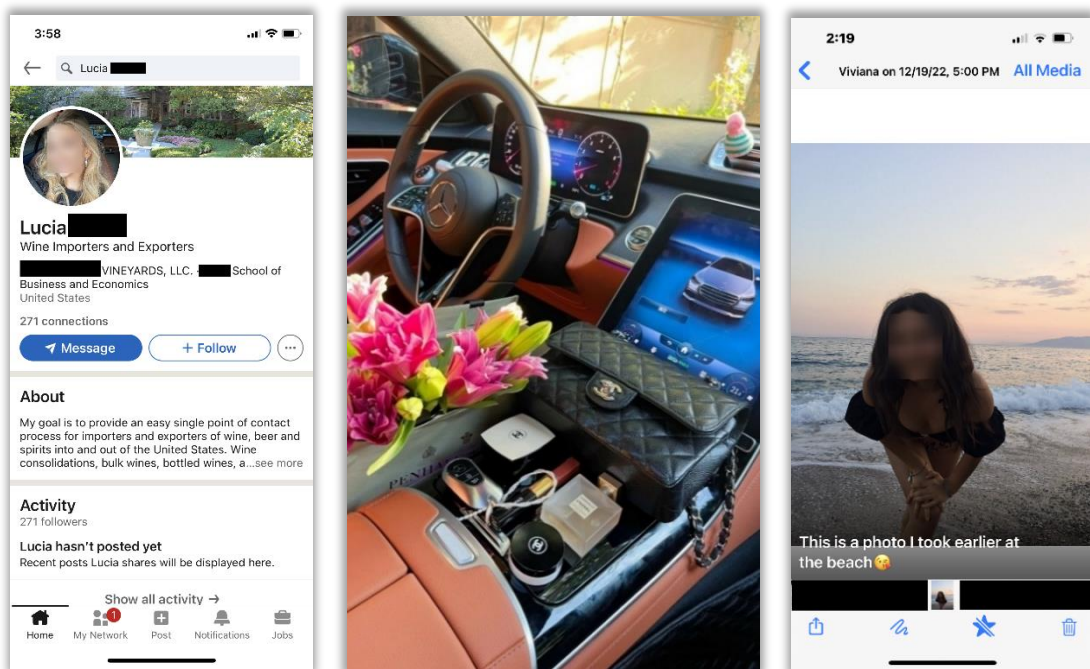 3:58
Lucia
Lucia
Wine Importers and Exporters
VINEYARDS, LLC. · School of
Business and Economics
United States
271 connections
Message
+ Follow
About
My goal is to provide an easy single point of contact
process for importers and exporters of wine, beer and
spirits into and out of the United States. Wine
consolidations, bulk wines, bottled wines, a...see more
Activity
271 followers
Lucia hasn't posted yet
Recent posts Lucia shares will be displayed here.
Show all activity →
1
Home My Network Post Notifications Jobs
2:19
Viviana on 12/19/22, 5:00 PM All Media
This is a photo I took earlier at
the beach😘